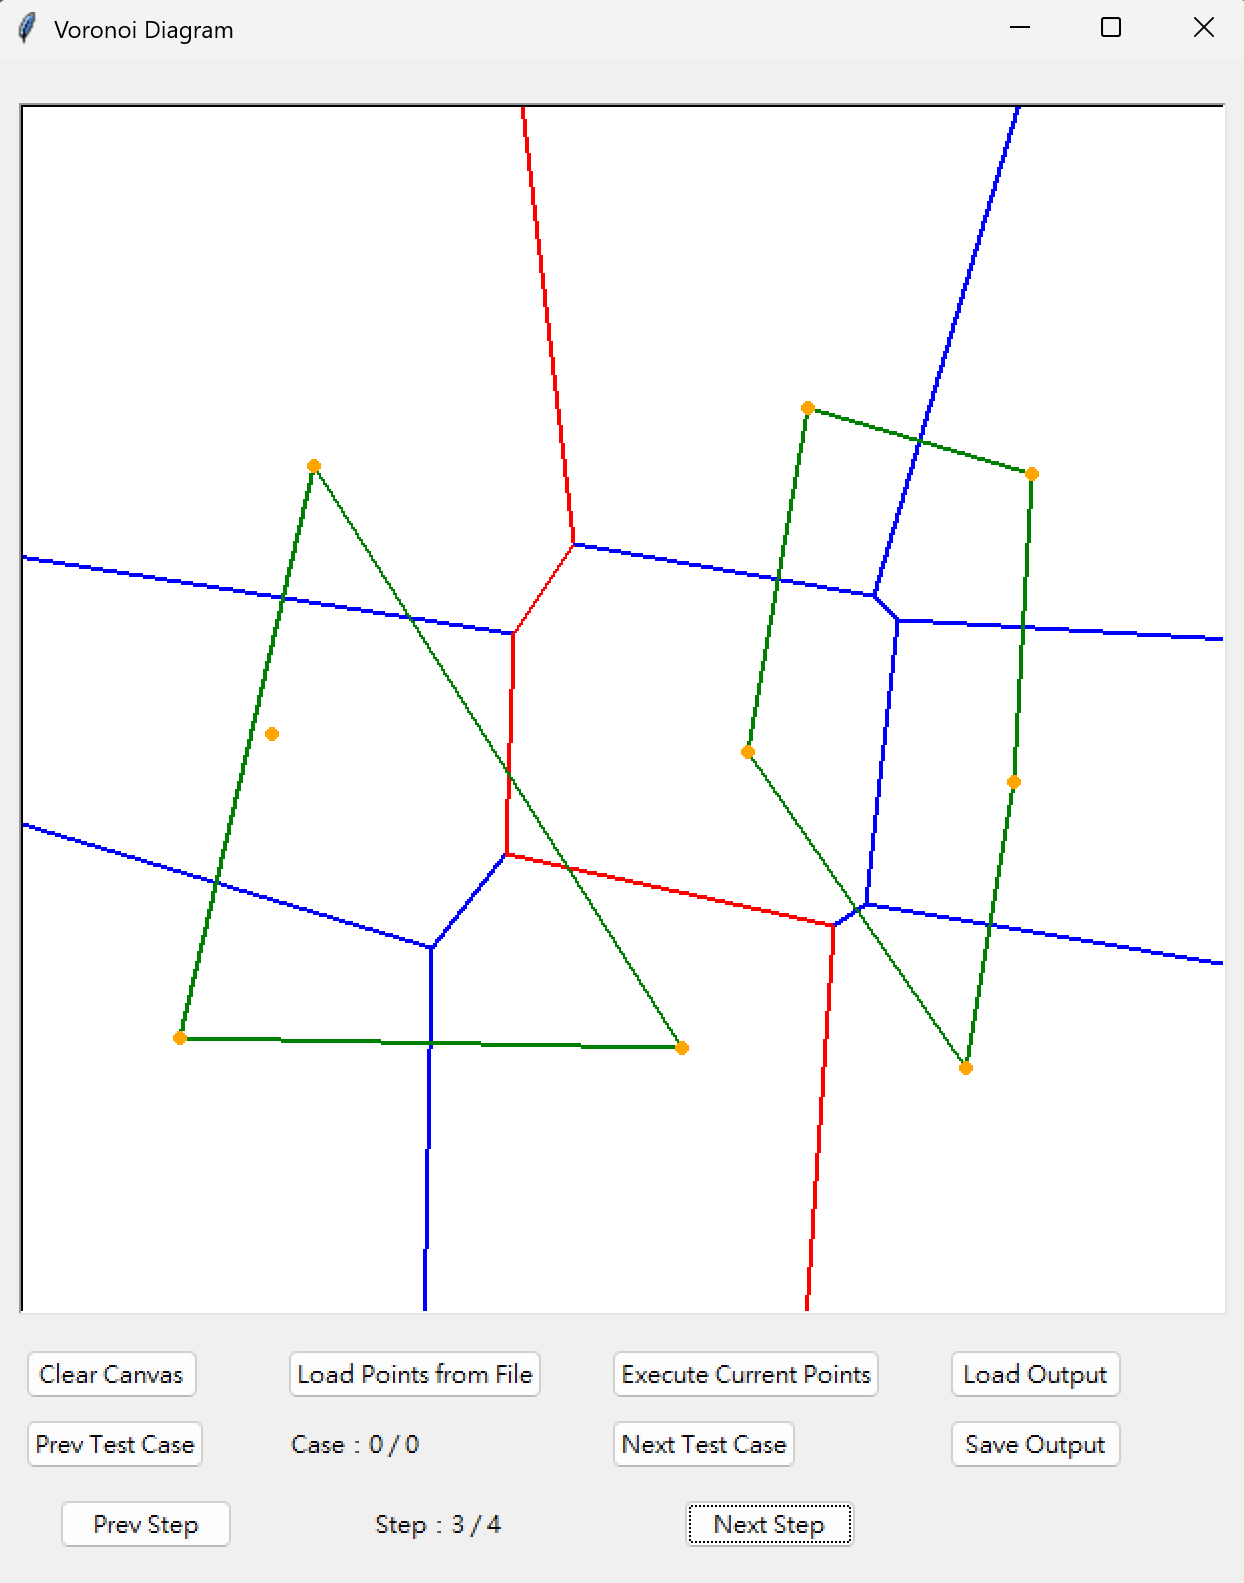 Voronoi Diagram
Clear Canvas
Load Points from File
Execute Current Points
Load Output
Prev Test Case
Case : 0 / 0
Next Test Case
Save Output
Prev Step
Step : 3 / 4
Next Step